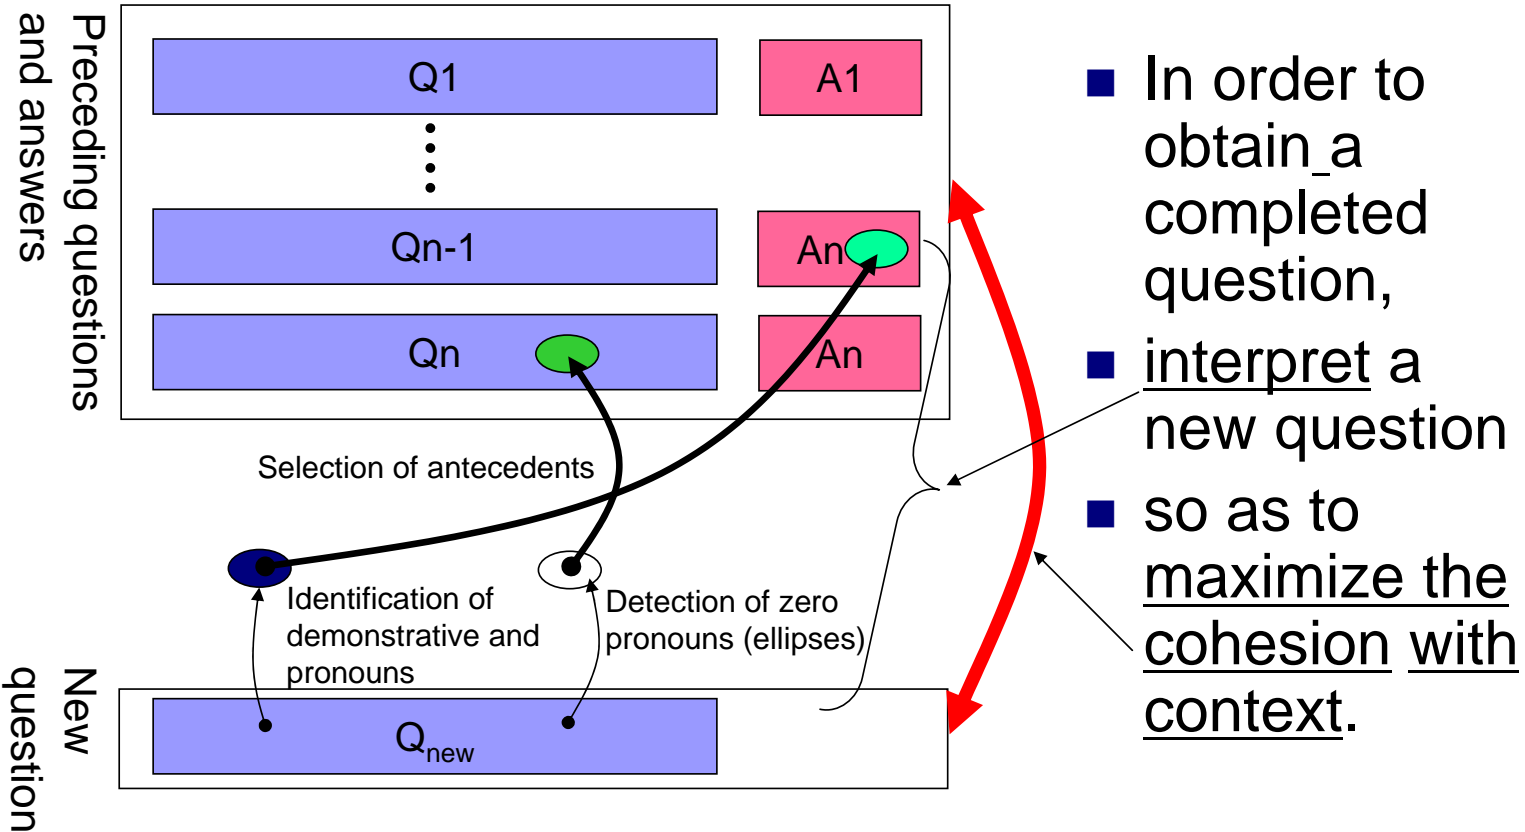 Preceding questions
and answers
Q1
A1
Qn-1
An
Qn
An
Selection of antecedents
Identification of
demonstrative and
pronouns
Detection of zero
pronouns (ellipses)
New
question
Qnew
In order to
obtain a
completed
question,
interpret a
new question
so as to
maximize the
cohesion with
context.